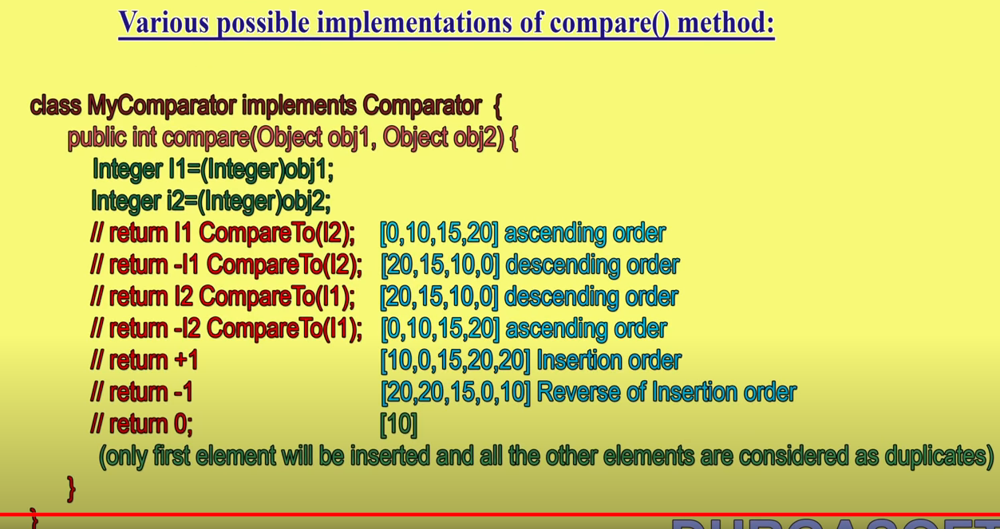 Various possible implementations of compare() method:
class MyComparator implements Comparator {
public int compare(Object obj1, Object obj2) {
Integer I1=(Integer)obj1;
Integer i2=(Integer)obj2;
// return I1 CompareTo(I2); [0,10,15,20] ascending order
// return -I1 CompareTo(I2); [20,15,10,0] descending order
// return I2 CompareTo(I1); [20,15,10,0] descending order
// return -I2 CompareTo(I1); [0,10,15,20] ascending order
// return +1 [10,0,15,20,20] Insertion order
// return -1 [20,20,15,0,10] Reverse of Insertion order
// return 0; [10]
(only first element will be inserted and all the other elements are considered as duplicates)
}
}